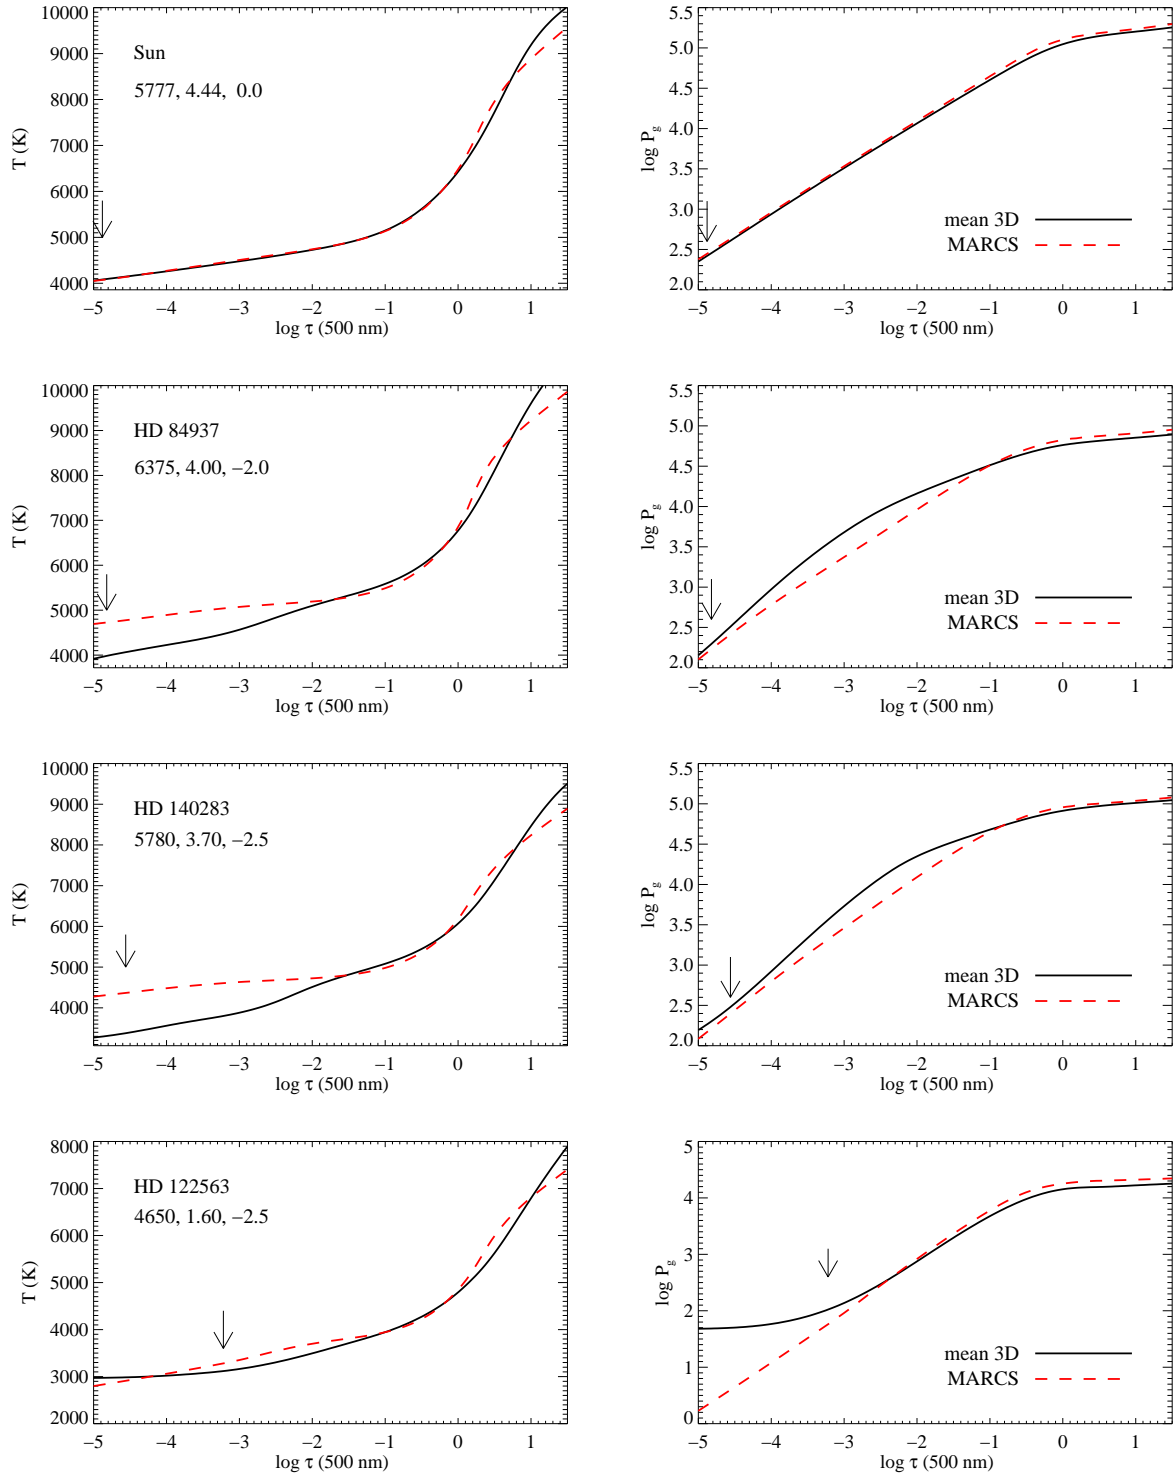 10000
9000
8000
7000
6000
5000
4000
T (K)
Sun
5777, 4.44, 0.0
−5 −4 −3 −2 −1 0 1
log τ (500 nm)
5.5
5.0
4.5
4.0
3.5
3.0
2.5
2.0
log Pg
mean 3D
MARCS
−5 −4 −3 −2 −1 0 1
log τ (500 nm)
10000
9000
8000
7000
6000
5000
4000
T (K)
HD 84937
6375, 4.00, −2.0
−5 −4 −3 −2 −1 0 1
log τ (500 nm)
5.5
5.0
4.5
4.0
3.5
3.0
2.5
2.0
log Pg
mean 3D
MARCS
−5 −4 −3 −2 −1 0 1
log τ (500 nm)
10000
9000
8000
7000
6000
5000
4000
T (K)
HD 140283
5780, 3.70, −2.5
−5 −4 −3 −2 −1 0 1
log τ (500 nm)
5.5
5.0
4.5
4.0
3.5
3.0
2.5
2.0
log Pg
mean 3D
MARCS
−5 −4 −3 −2 −1 0 1
log τ (500 nm)
8000
7000
6000
5000
4000
3000
2000
T (K)
HD 122563
4650, 1.60, −2.5
−5 −4 −3 −2 −1 0 1
log τ (500 nm)
5
4
3
2
1
0
log Pg
mean 3D
MARCS
−5 −4 −3 −2 −1 0 1
log τ (500 nm)